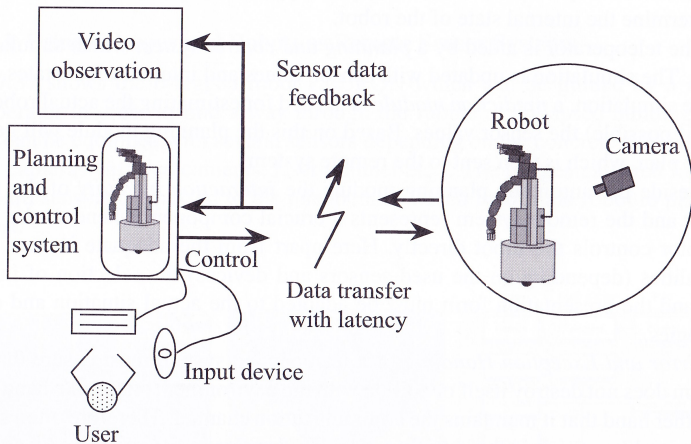 Video
observation
Sensor data
feedback
Robot
Camera
Planning
and
control
system
Control
Data transfer
with latency
Input device
User